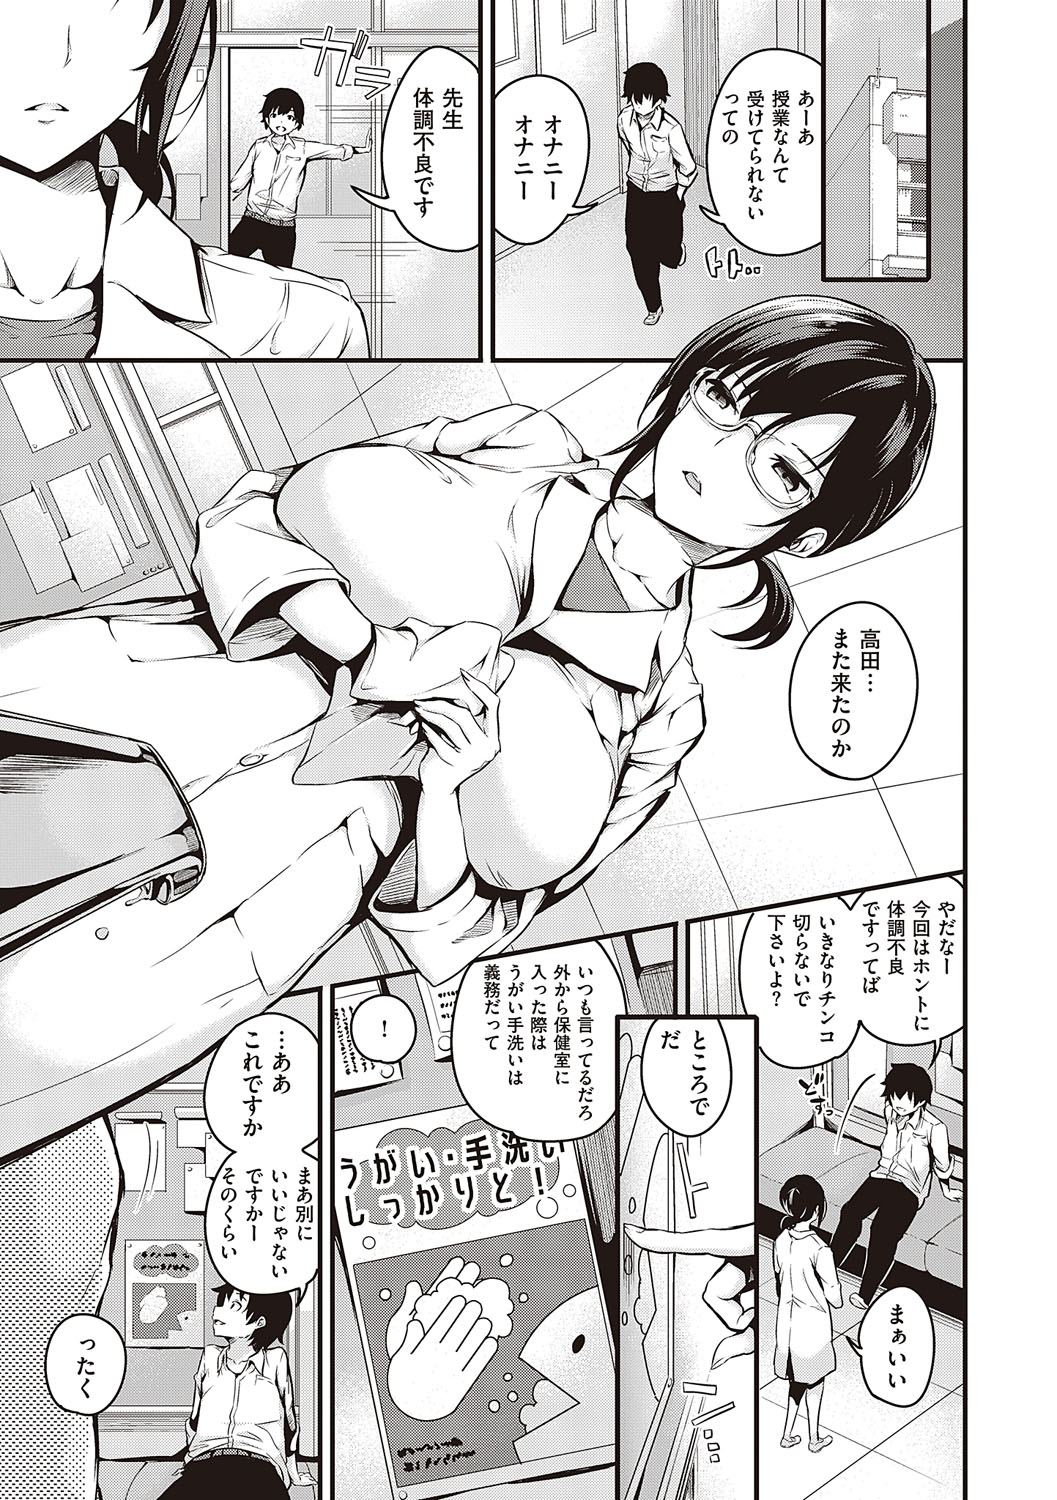 あーあ
授業なんて
受けてられない
っての
オナニー
オナニー
トト…
ガラ
先生
体調不良です
高田…
また来たのか
やだなー
今回はホントに
体調不良
ですってば
いきなりチンコ
切らないで
下さいよ？
どすっ
まぁいい
ところで
だ
トン
トン…
いつも言ってるだろ
外から保健室に
入った際は
うがい手洗いは
義務だって
うがい・手洗い
しっかりと！
！
…ああ
これですか
まあ別に
いいじゃない
ですかー
そのくらい
ったく